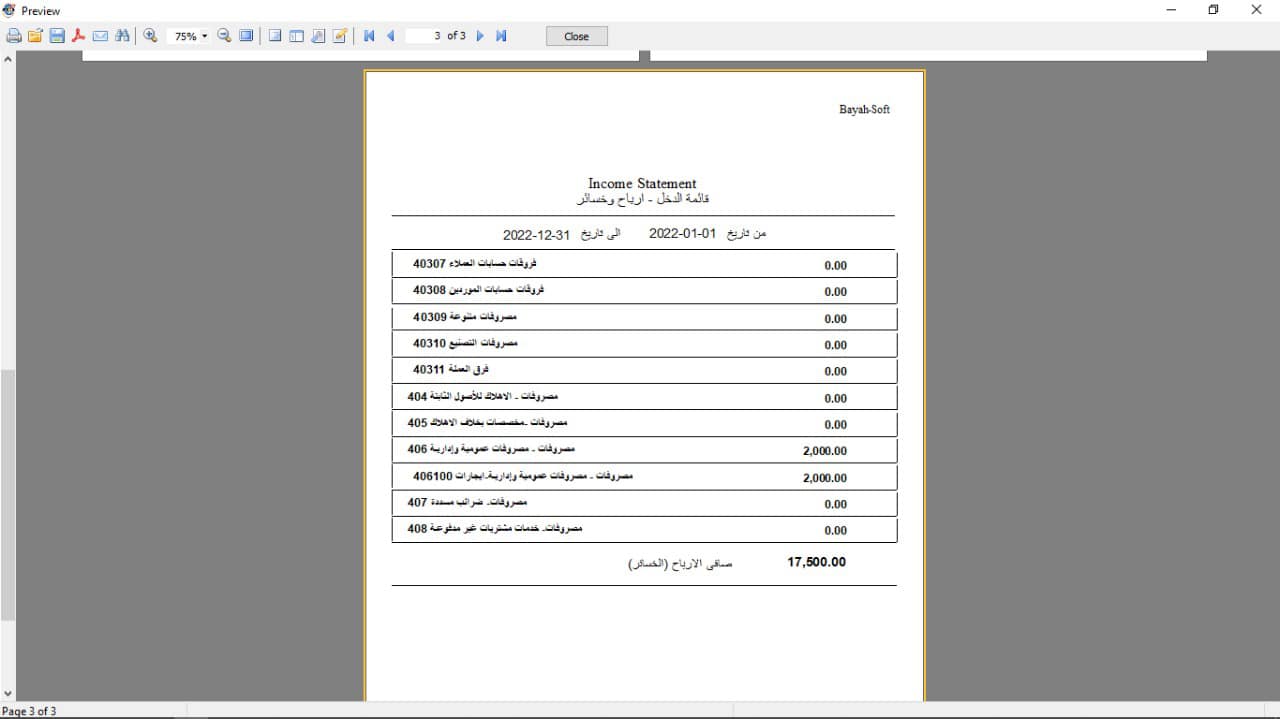 Preview
75%
3 of 3
Close
Bayah-Soft
Income Statement
قائمة الدخل - ارباح وخسائر
من تاريخ 2022-01-01 الى تاريخ 2022-12-31
40307 فروقات حسابات العملاء 0.00
40308 فروقات حسابات الموردين 0.00
40309 مصروفات متنوعة 0.00
40310 مصروفات التصنيع 0.00
40311 فرق العملة 0.00
404 مصروفات - الاهلاك للأصول الثابتة 0.00
405 مصروفات -مخصصات بخلاف الاهلاك 0.00
406 مصروفات - مصروفات عمومية وإدارية 2,000.00
406100 مصروفات - مصروفات عمومية وإدارية-ايجارات 2,000.00
407 مصروفات- ضرائب مسددة 0.00
408 مصروفات- خدمات مشتريات غير مدفوعة 0.00
صافى الارباح (الخسائر) 17,500.00
Page 3 of 3